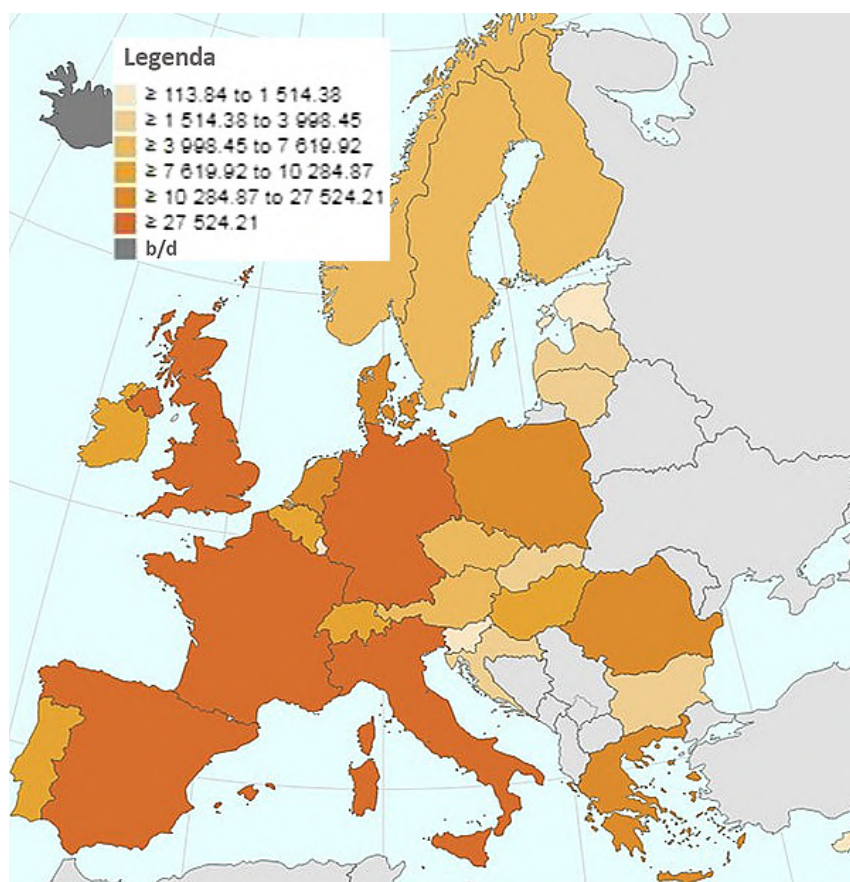 Legenda
≥ 113.84 to 1 514.38
≥ 1 514.38 to 3 998.45
≥ 3 998.45 to 7 619.92
≥ 7 619.92 to 10 284.87
≥ 10 284.87 to 27 524.21
≥ 27 524.21
b/d